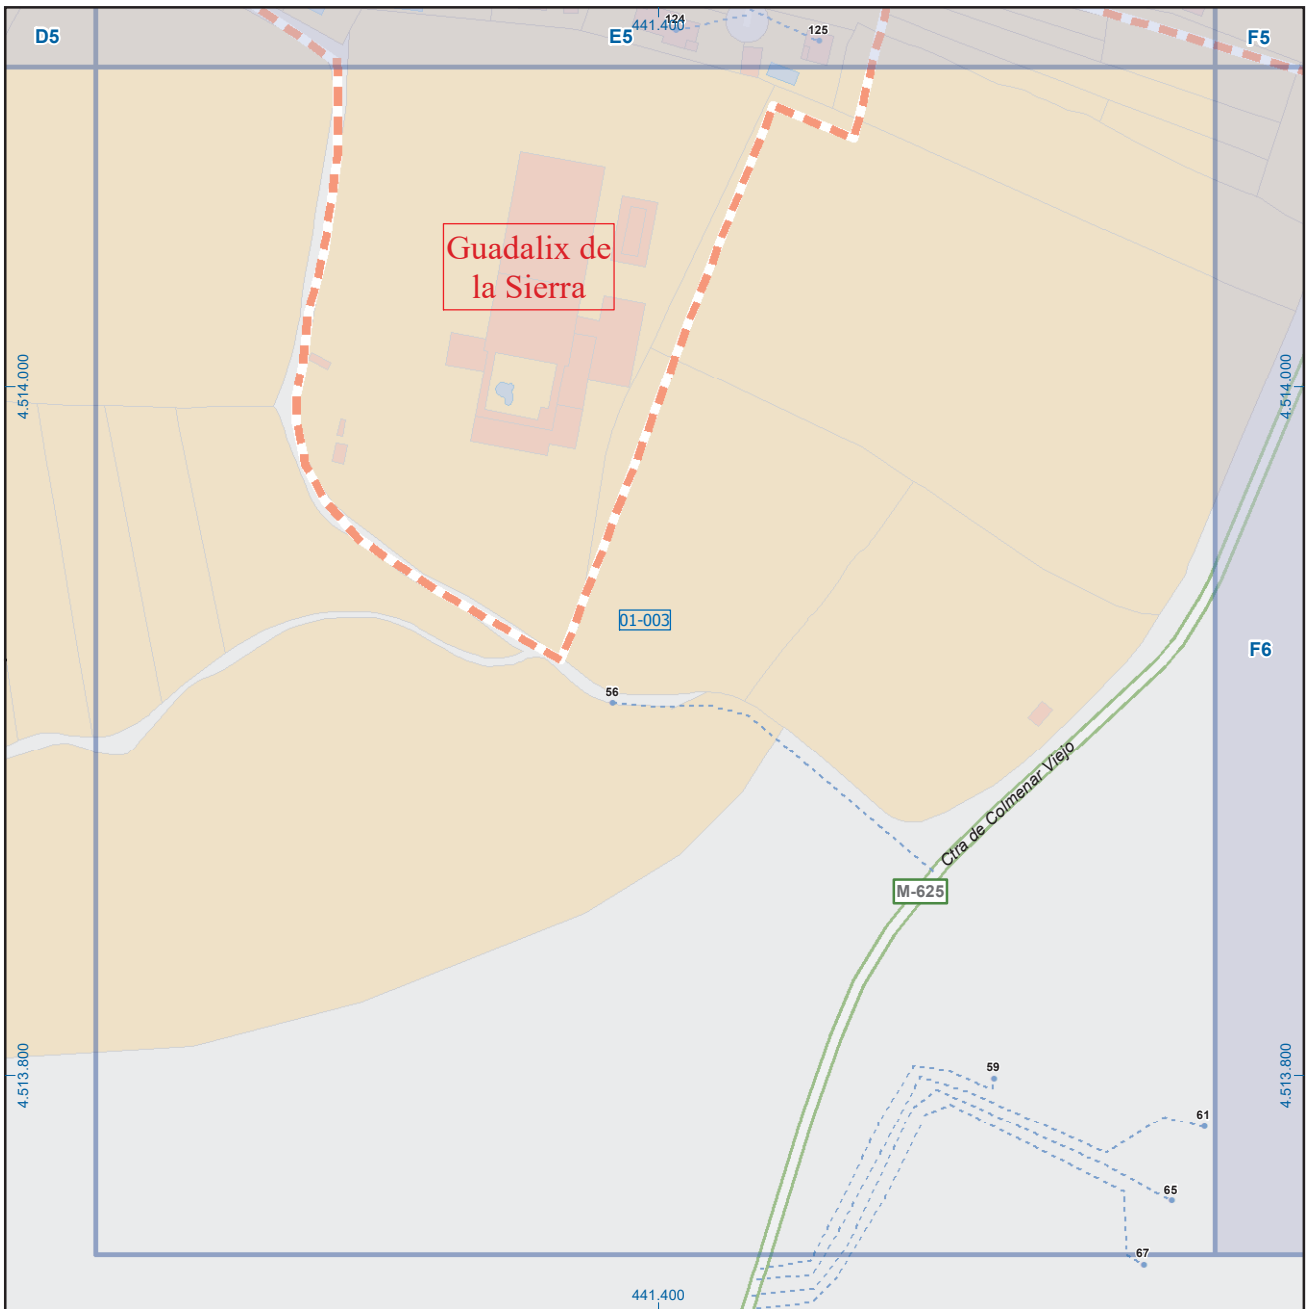 D5
E5
441.400
124
125
F5
Guadalix de
la Sierra
4.514.000
4.514.000
01-003
F6
56
Ctra de Colmenar Viejo
M-625
4.513.800
4.513.800
59
61
65
67
441.400